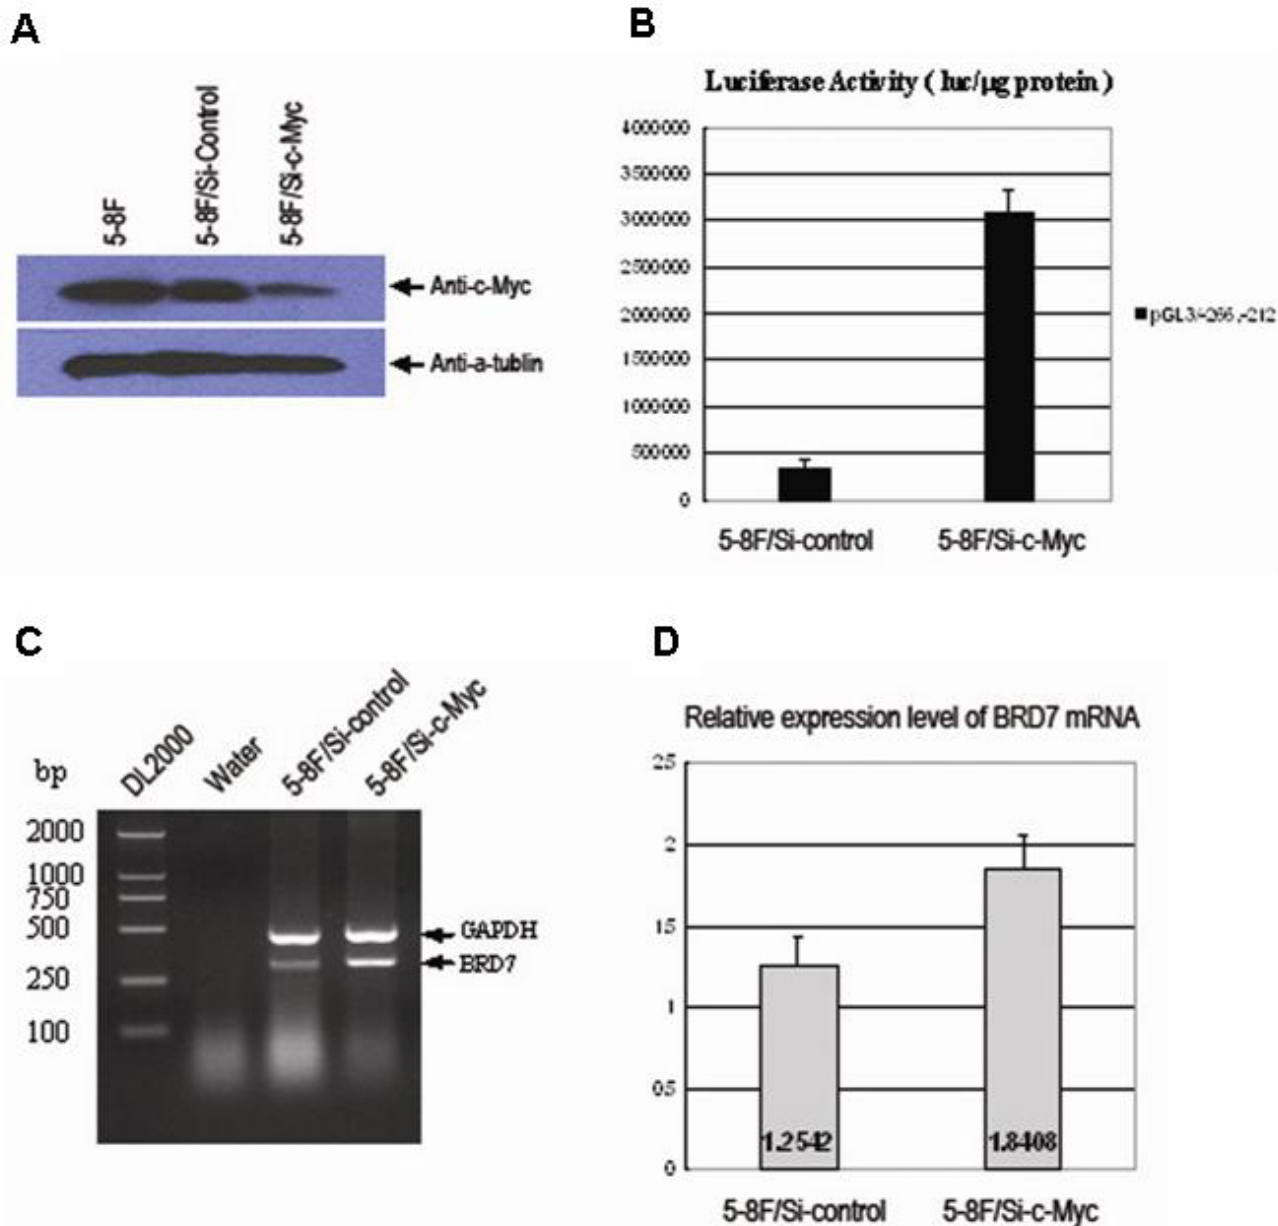 A
5-8F
5-8F/Si-Control
5-8F/Si-c-Myc
Anti-c-Myc
Anti-a-tublin
B
Luciferase Activity ( luc/μg protein )
4000000
3500000
3000000
2500000
2000000
1500000
1000000
500000
0
5-8F/Si-control
5-8F/Si-c-Myc
pGL3/-266,-212
C
bp
DL2000
Water
5-8F/Si-control
5-8F/Si-c-Myc
2000
1000
750
500
250
100
GAPDH
BRD7
D
Relative expression level of BRD7 mRNA
25
2
15
1
05
0
1.2542
1.8408
5-8F/Si-control
5-8F/Si-c-Myc